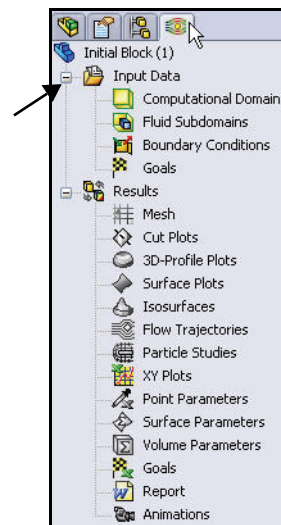 Initial Block (1)
Input Data
Computational Domain
Fluid Subdomains
Boundary Conditions
Goals
Results
Mesh
Cut Plots
3D-Profile Plots
Surface Plots
Isosurfaces
Flow Trajectories
Particle Studies
XY Plots
Point Parameters
Surface Parameters
Volume Parameters
Goals
Report
Animations